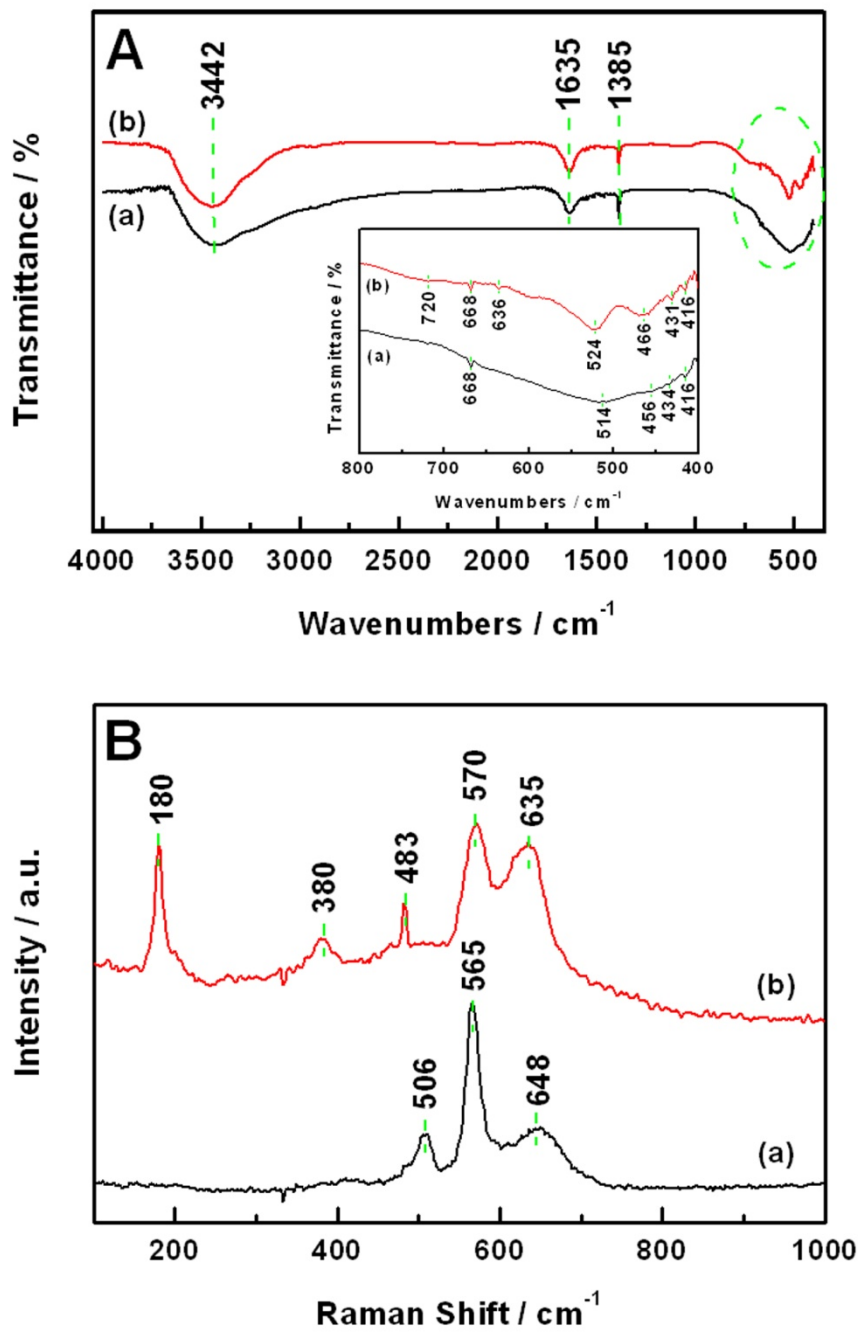 A
3442
1635
1385
(b)
(a)
Transmittance / %
(b)
720
668
636
524
466
431
416
(a)
668
514
456
434
416
Transmittance / %
800
700
600
500
400
Wavenumbers / cm-1
4000
3500
3000
2500
2000
1500
1000
500
Wavenumbers / cm-1
B
180
380
483
570
635
(b)
506
565
648
(a)
Intensity / a.u.
200
400
600
800
1000
Raman Shift / cm-1